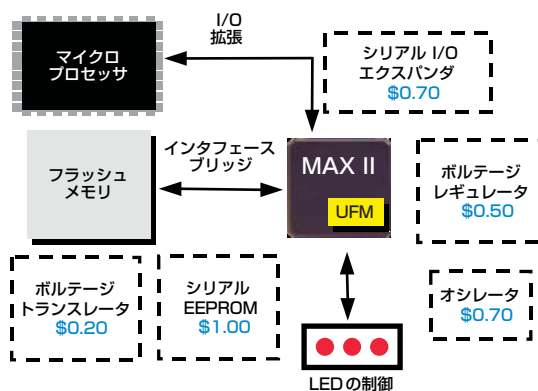 I/O
拡張
マイクロ
プロセッサ
シリアル I/O
エクスパンダ
$0.70
インタフェース
ブリッジ
フラッシュ
メモリ
MAX II
UFM
ボルテージ
レギュレータ
$0.50
ボルテージ
トランスレータ
$0.20
シリアル
EEPROM
$1.00
オシレータ
$0.70
LEDの制御